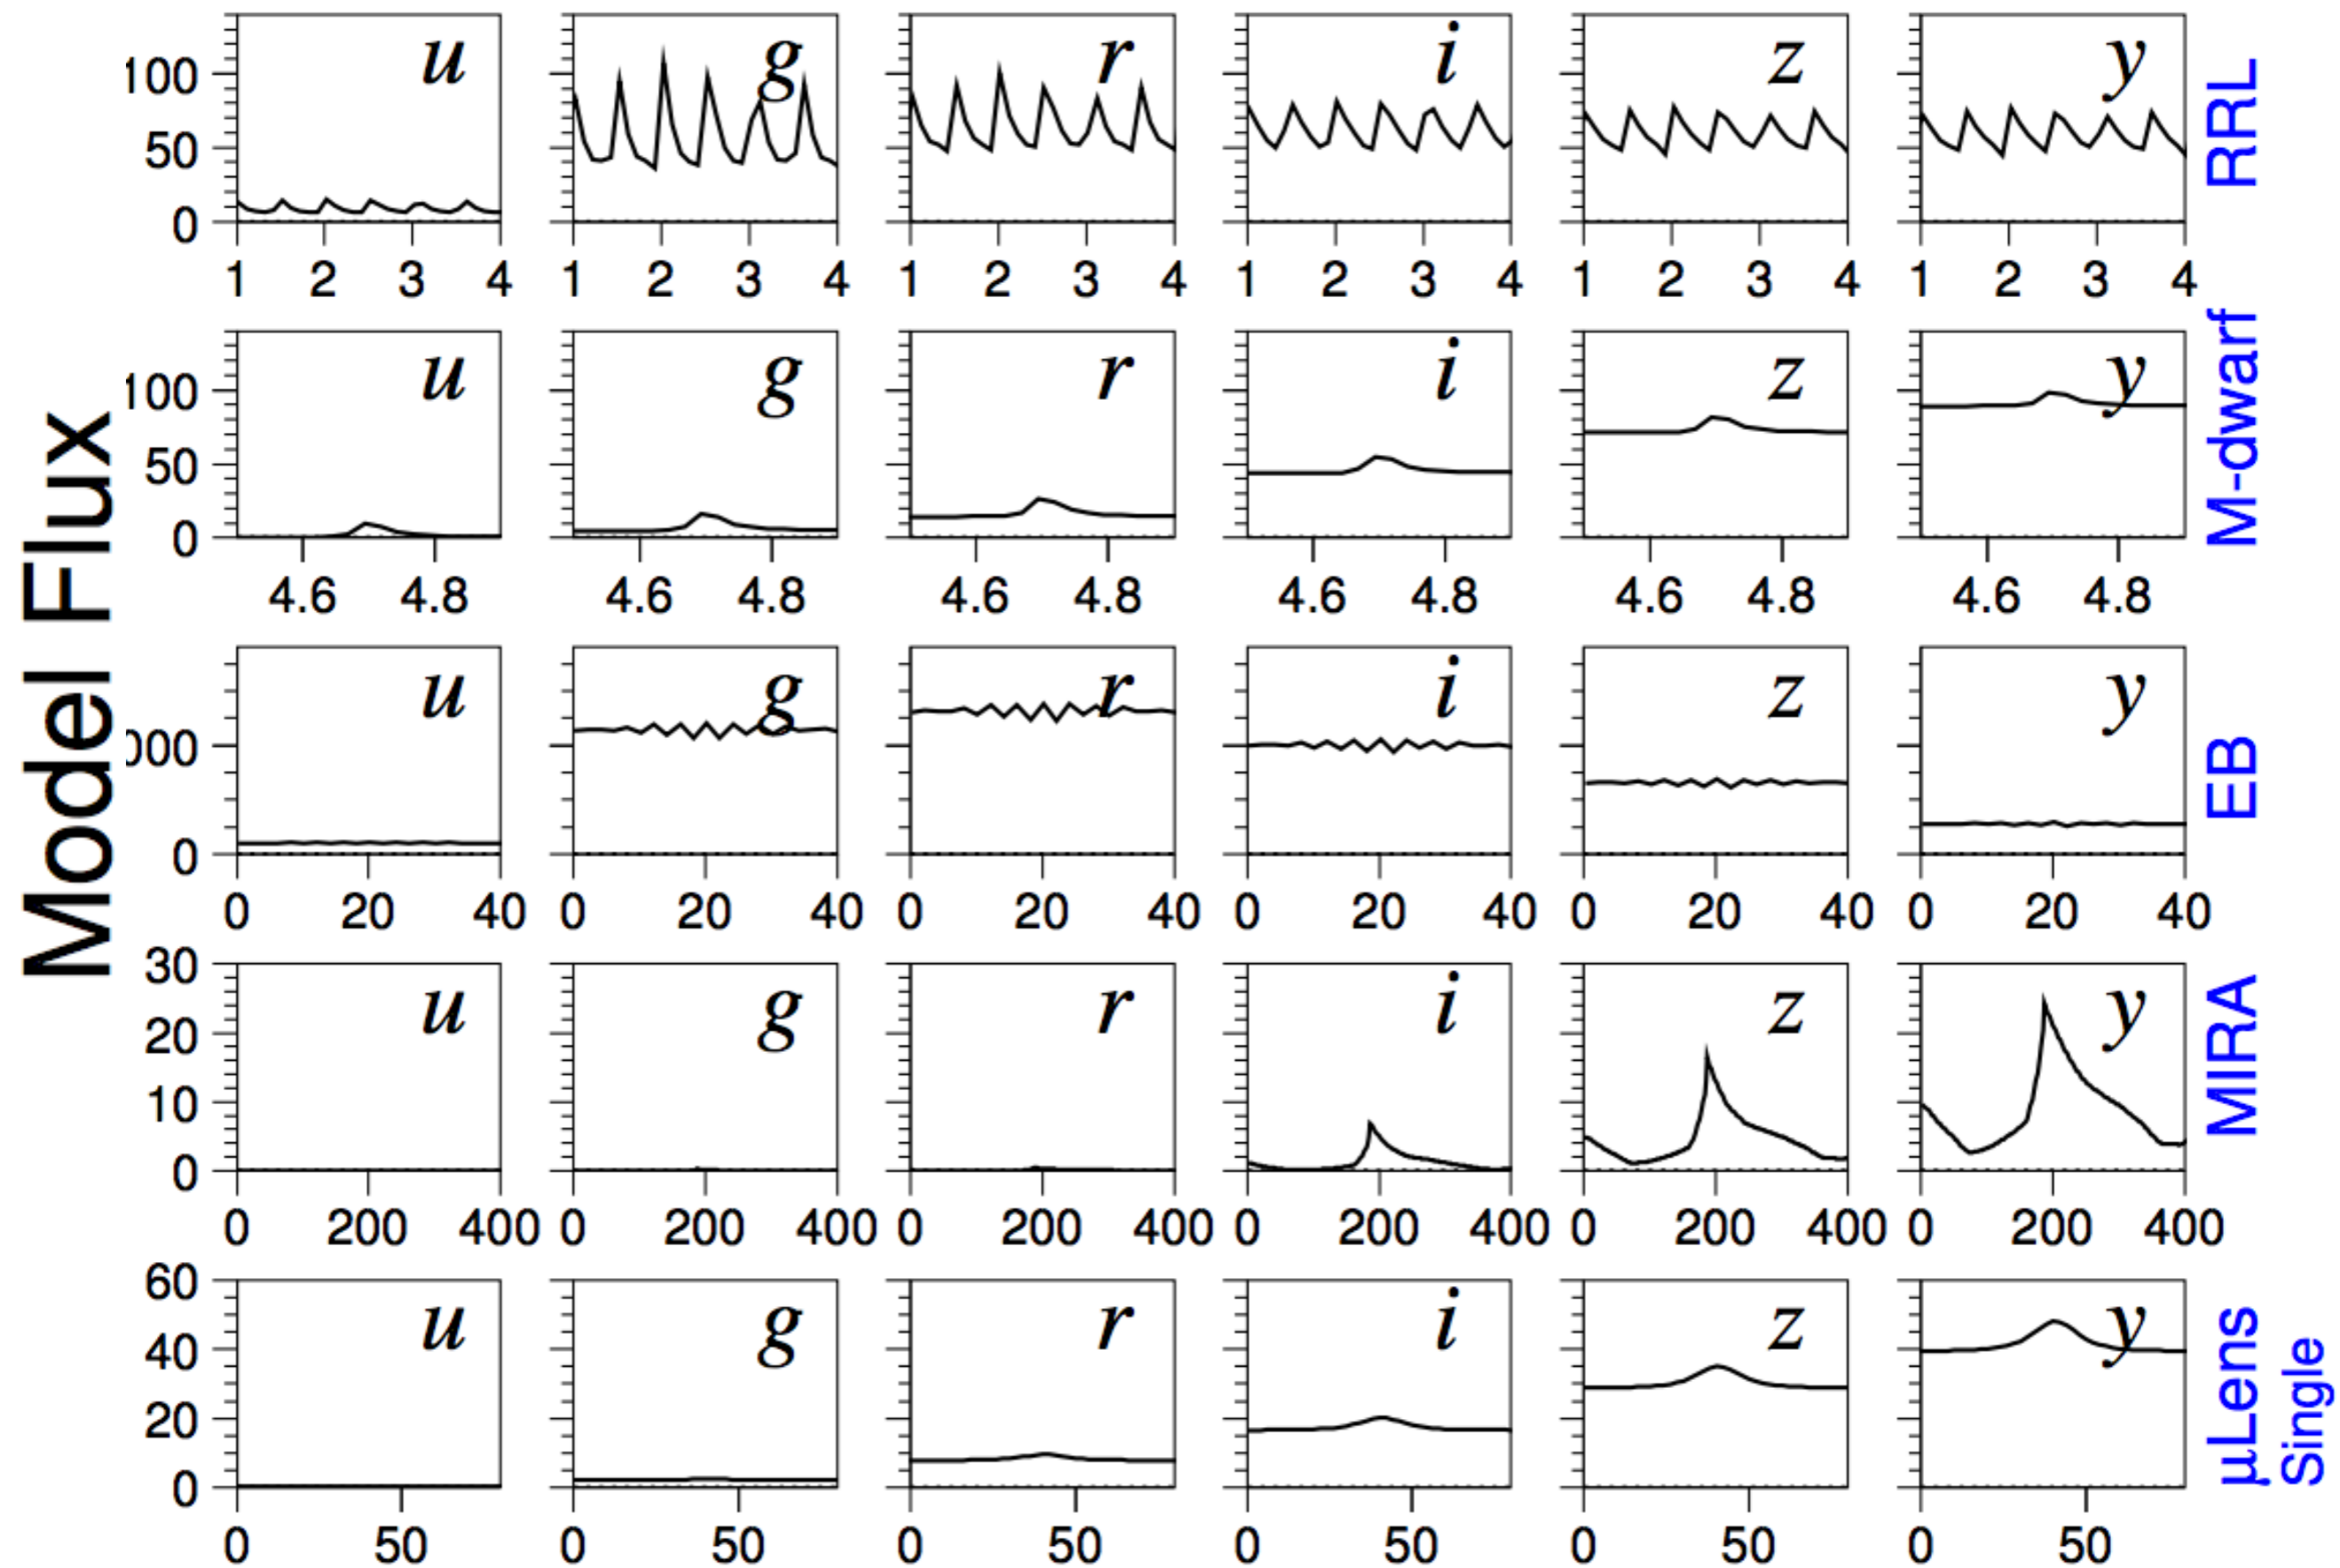 Model Flux
100 50 0
u g r i z y
RRL
1 2 3 4 1 2 3 4 1 2 3 4 1 2 3 4 1 2 3 4 1 2 3 4
100 50 0
u g r i z y
M-dwarf
4.6 4.8 4.6 4.8 4.6 4.8 4.6 4.8 4.6 4.8 4.6 4.8
000 0
u g r i z y
EB
0 20 40 0 20 40 0 20 40 0 20 40 0 20 40 0 20 40
30 20 10 0
u g r i z y
MIRA
0 200 400 0 200 400 0 200 400 0 200 400 0 200 400 0 200 400
60 40 20 0
u g r i z y
µLens
Single
0 50 0 50 0 50 0 50 0 50 0 50